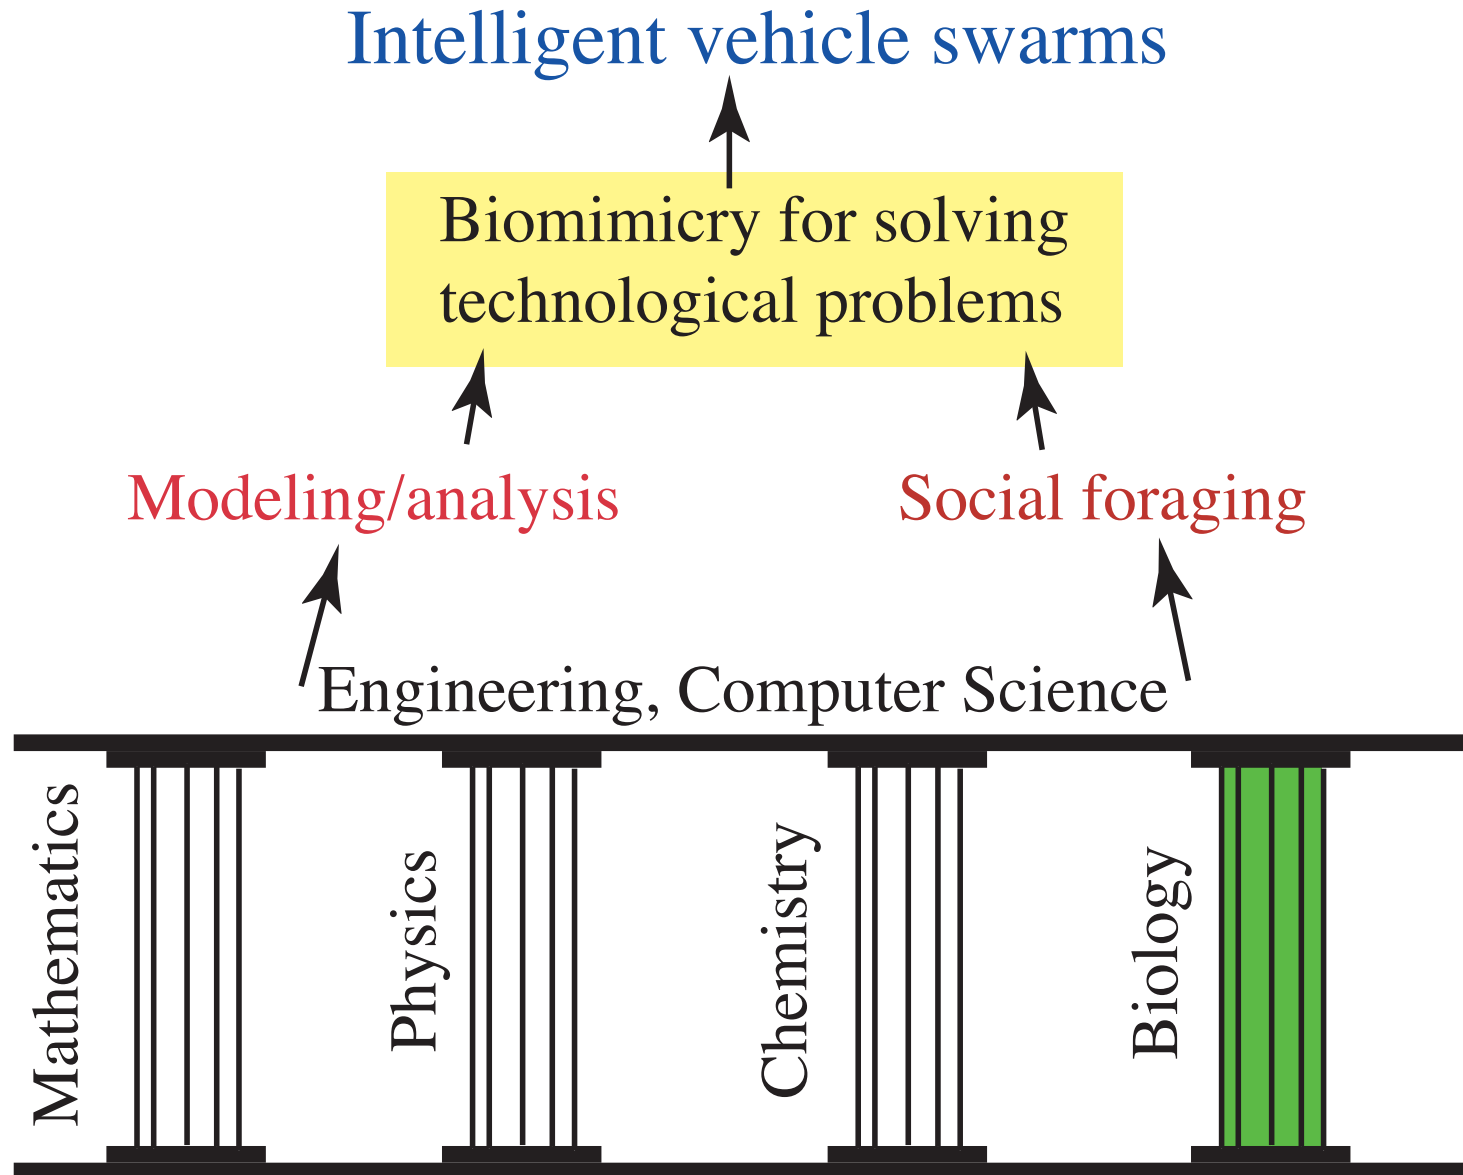 Intelligent vehicle swarms
Biomimicry for solving
technological problems
Modeling/analysis
Social foraging
Engineering, Computer Science
Mathematics
Physics
Chemistry
Biology